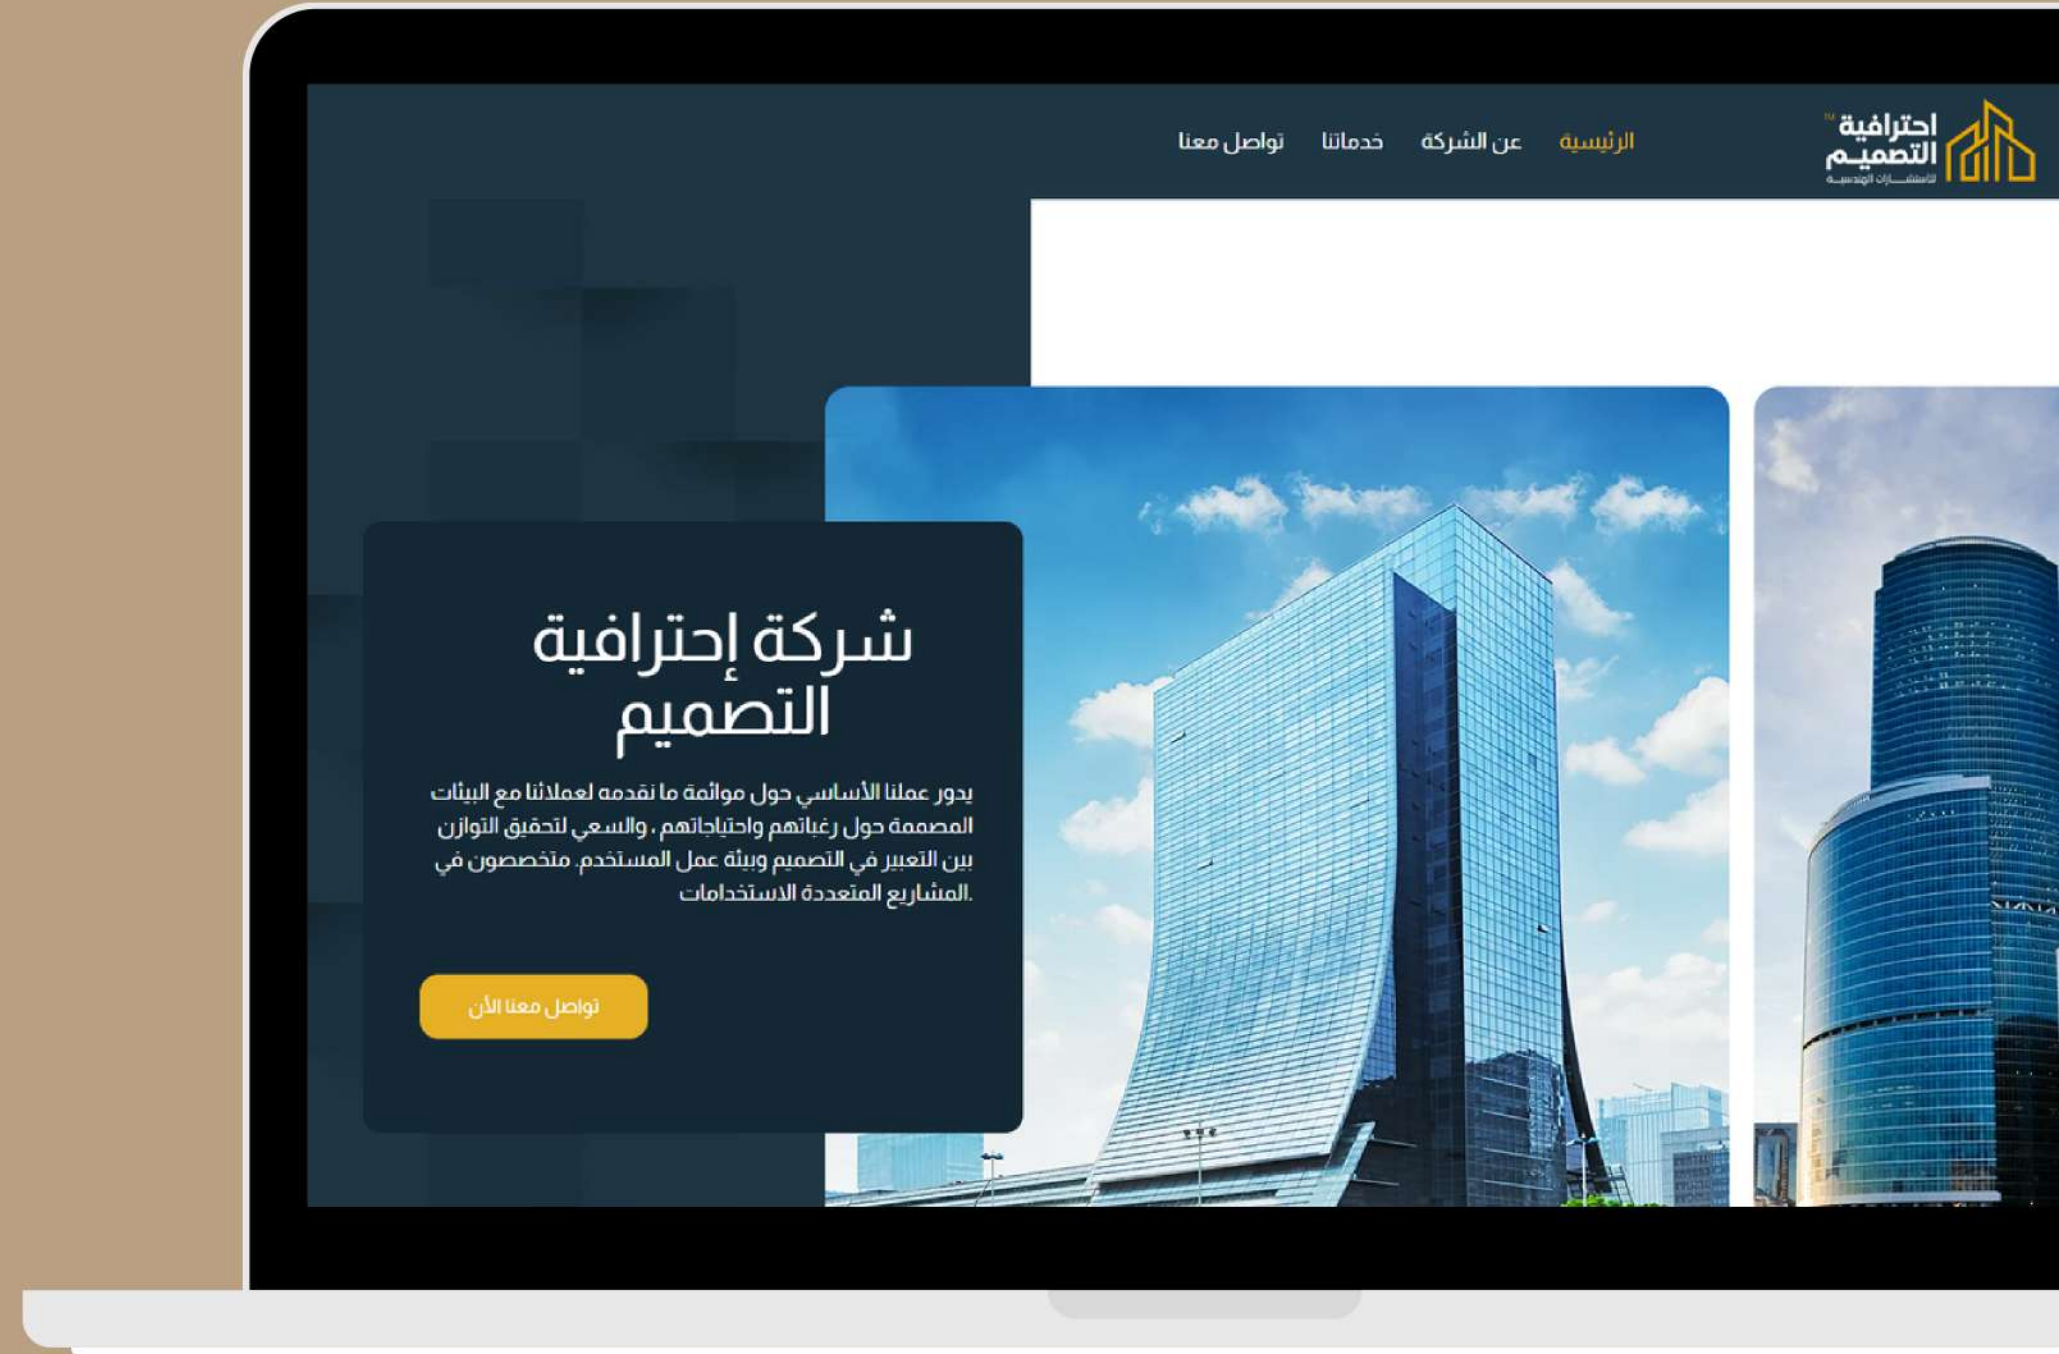 احترافية
التصميم
للاستشارات الهندسية
الرئيسية عن الشركة خدماتنا تواصل معنا
شركة إحترافية
التصميم
يدور عملنا الأساسي حول موائمة ما نقدمه لعملائنا مع البيئات
المصممة حول رغباتهم واحتياجاتهم ، والسعي لتحقيق التوازن
بين التعبير في التصميم وبيئة عمل المستخدم. متخصصون في
المشاريع المتعددة الاستخدامات.
تواصل معنا الأن